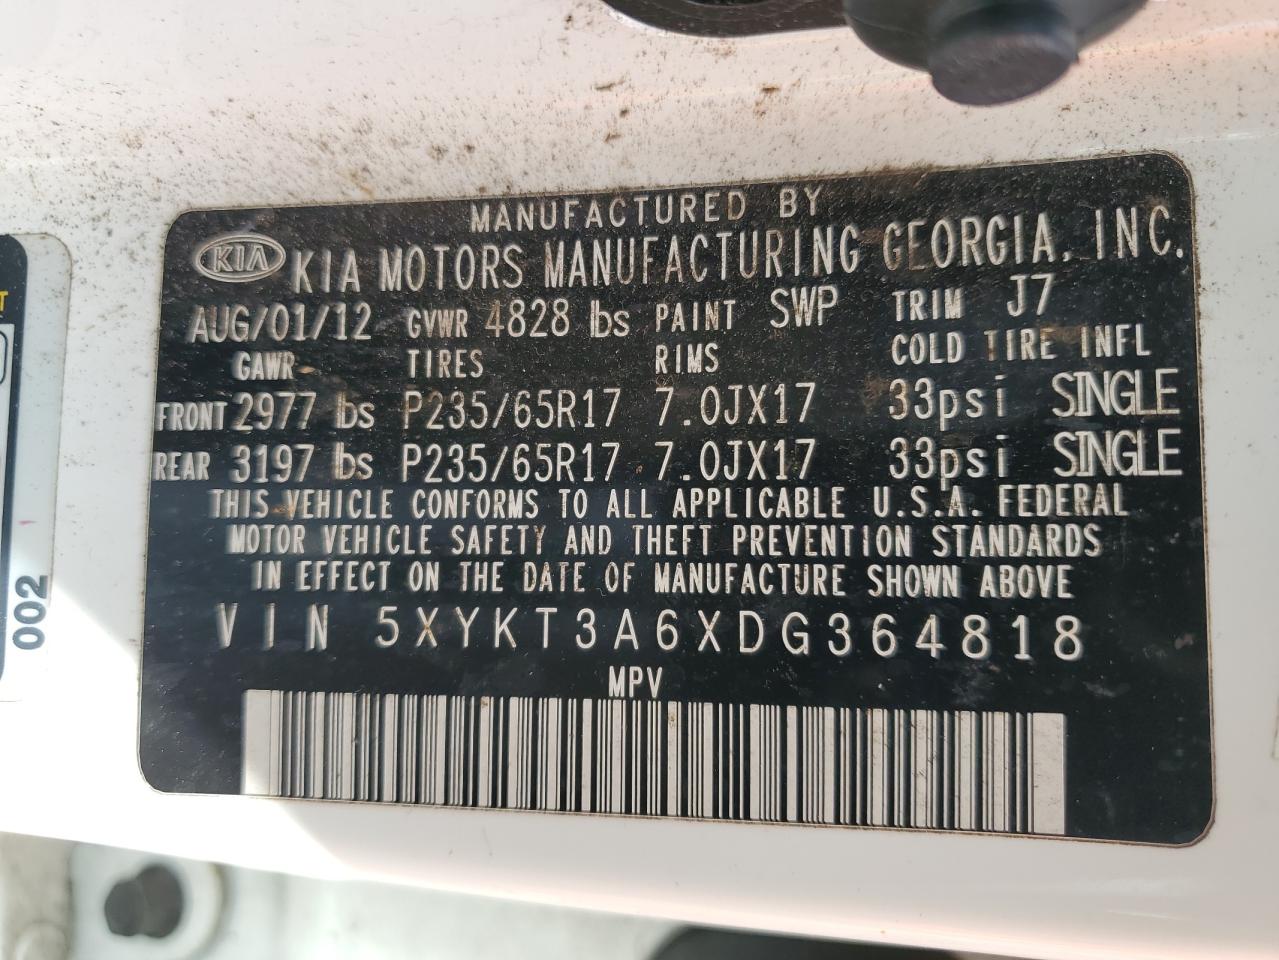 MANUFACTURED BY
KIA KIA MOTORS MANUFACTURING GEORGIA, INC.
AUG/01/12 GVWR 4828 lbs PAINT SWP TRIM J7
GAWR TIRES RIMS COLD TIRE INFL
FRONT 2977 lbs P235/65R17 7.0JX17 33psi SINGLE
REAR 3197 lbs P235/65R17 7.0JX17 33psi SINGLE
THIS VEHICLE CONFORMS TO ALL APPLICABLE U.S.A. FEDERAL
MOTOR VEHICLE SAFETY AND THEFT PREVENTION STANDARDS
IN EFFECT ON THE DATE OF MANUFACTURE SHOWN ABOVE
VIN 5XYKT3A6XDG364818
MPV
002